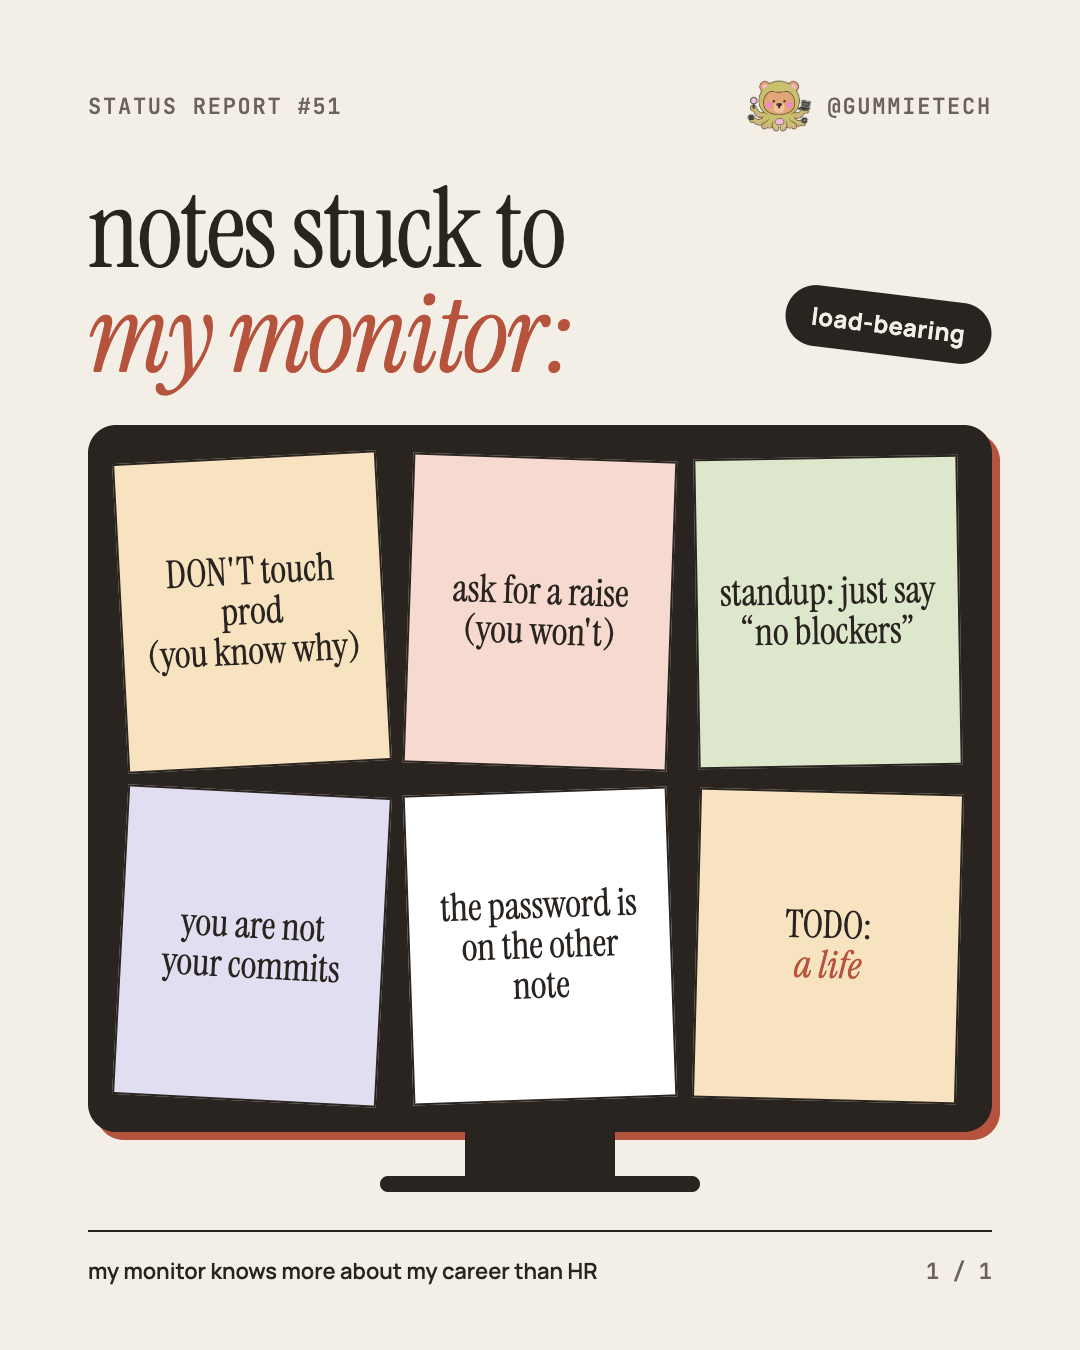 STATUS REPORT #51
@GUMMIETECH
notes stuck to
my monitor:
load-bearing
DON'T touch
prod
(you know why)
ask for a raise
(you won't)
standup: just say
“no blockers”
you are not
your commits
the password is
on the other
note
TODO:
a life
my monitor knows more about my career than HR
1 / 1